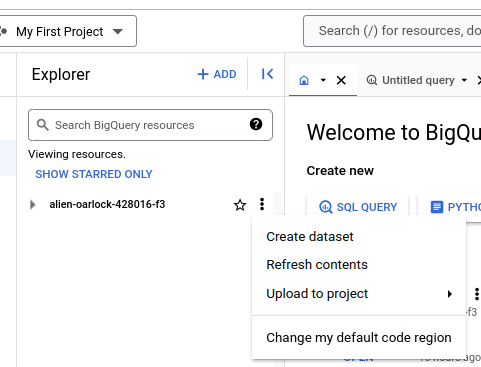 My First Project
Search (/) for resources, do
Explorer
+ ADD
Untitled query
Search BigQuery resources
Viewing resources.
SHOW STARRED ONLY
alien-oarlock-428016-f3
Welcome to BigQu
Create new
SQL QUERY
PYTHO
Create dataset
Refresh contents
Upload to project
Change my default code region
f3
OPEN